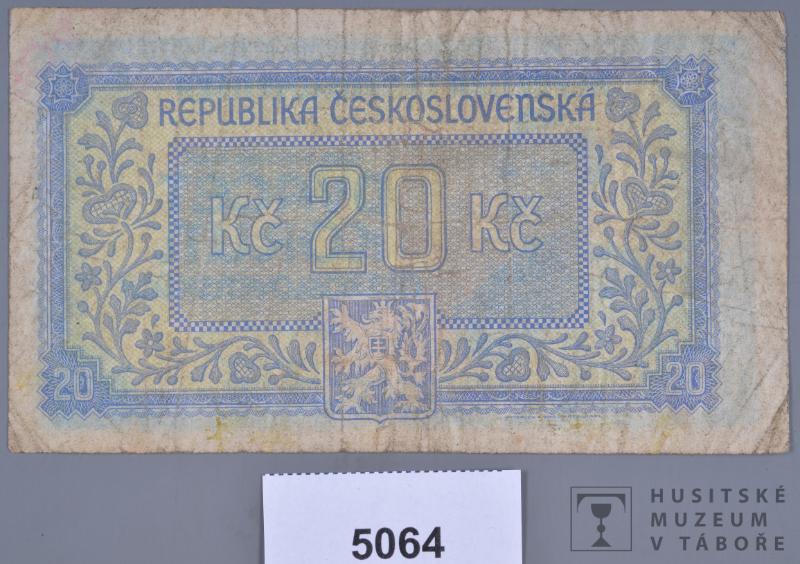 REPUBLIKA ČESKOSLOVENSKÁ
Kč 20 Kč
20 20
5064
HUSITSKÉ
MUZEUM
V TÁBOŘE